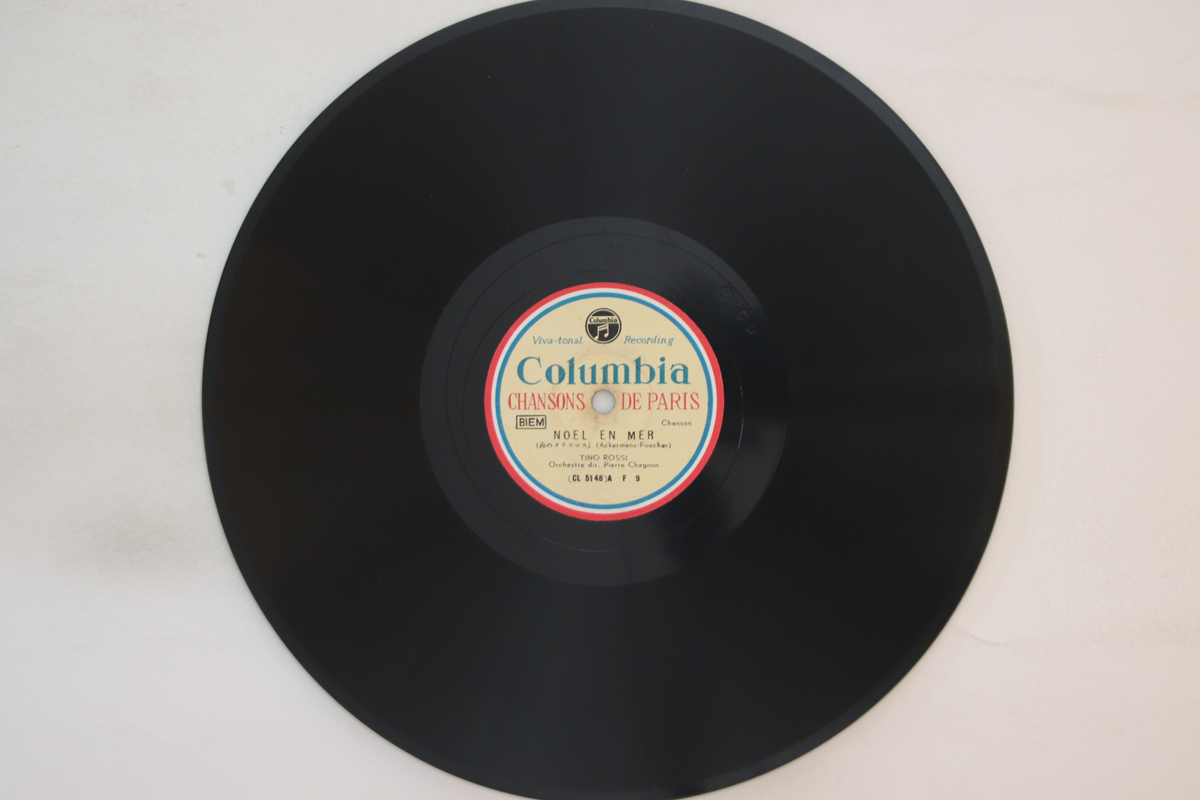 Columbia
Viva-tonal Recording
Columbia
CHANSONS DE PARIS
BIEM
Chanson
NOEL EN MER
(Ackermans-Foucher)
TINO ROSSI
Orchestre dir. Pierre Chagnon
(CL 5148)A F 9